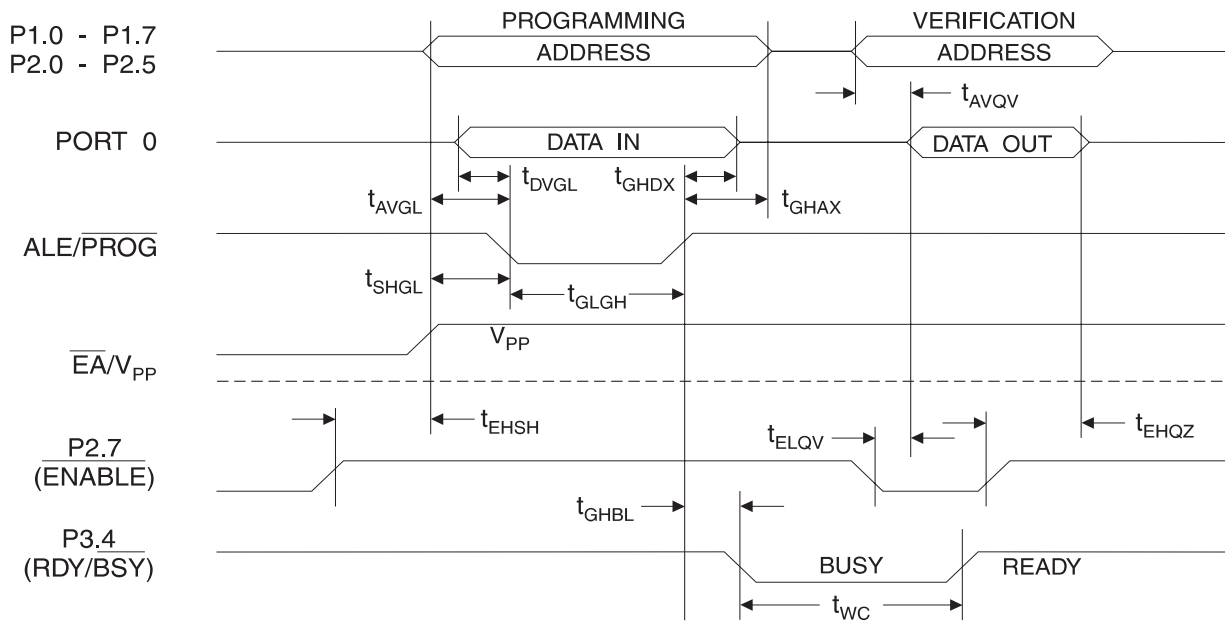 PROGRAMMING VERIFICATION
P1.0 - P1.7
P2.0 - P2.5
ADDRESS ADDRESS
tAVQV
PORT 0 DATA IN DATA OUT
tDVGL tGHDX
tAVGL tGHAX
ALE/PROG
tSHGL tGLGH
VPP
EA/VPP
tEHSH tELQV tEHQZ
P2.7
(ENABLE)
tGHBL
P3.4
(RDY/BSY)
BUSY READY
tWC